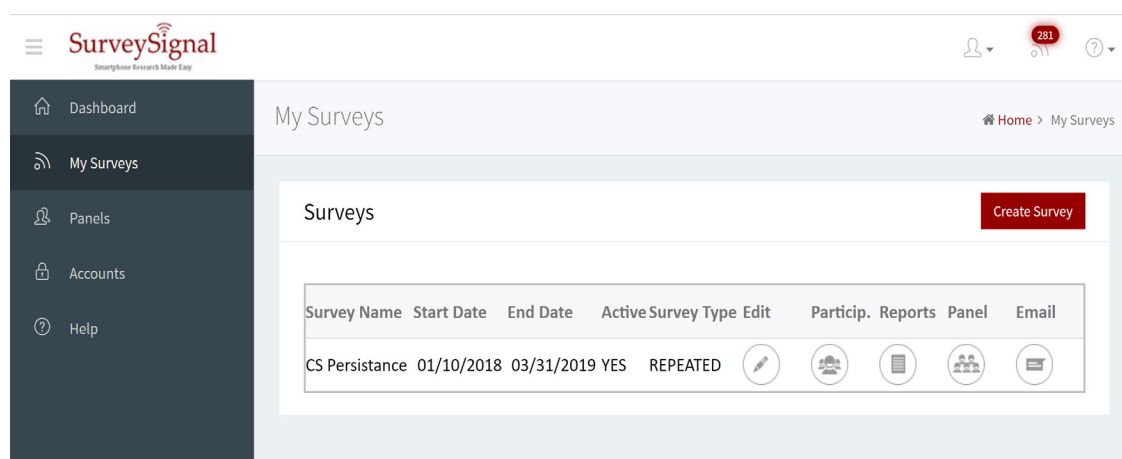 SurveySignal
Smartphone Research Made Easy
281
Dashboard
My Surveys
Panels
Accounts
Help
My Surveys
Home > My Surveys
Surveys
Create Survey
Survey Name Start Date End Date Active Survey Type Edit Particip. Reports Panel Email
CS Persistance 01/10/2018 03/31/2019 YES REPEATED